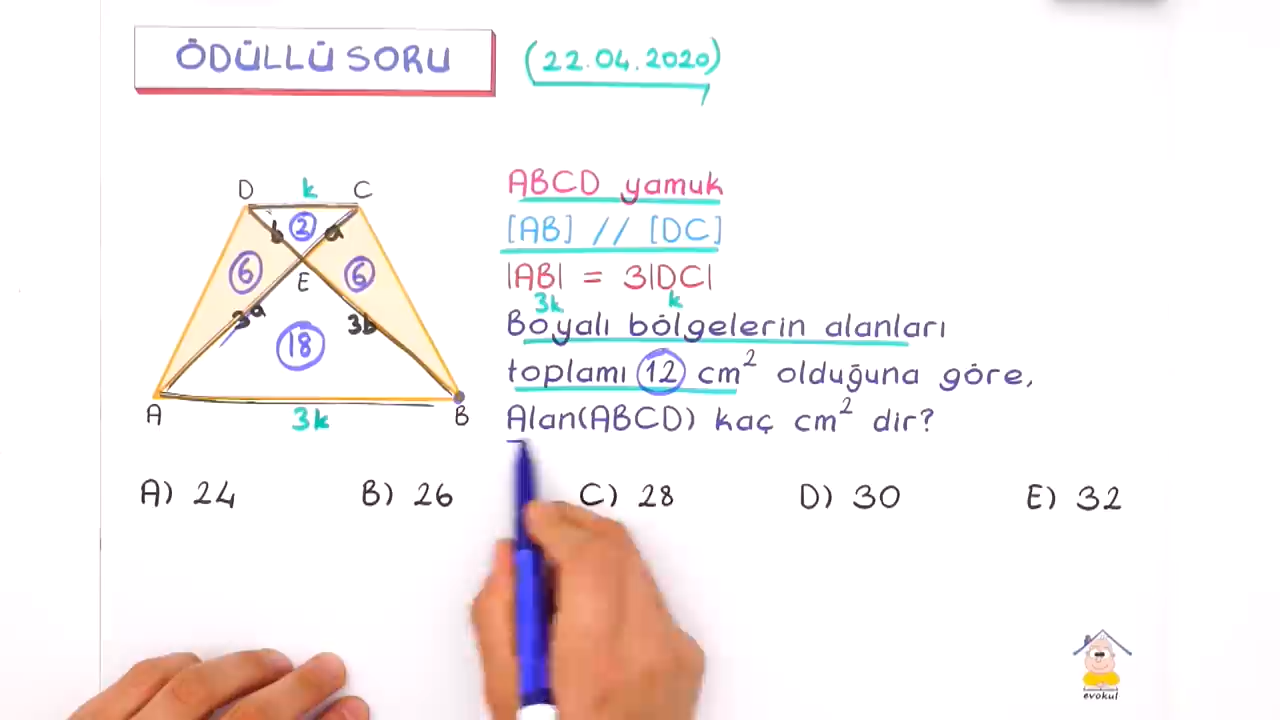 ÖDÜLLÜ SORU
(22.04.2020)
D k C
b 2 a
6 6
E
3a 3b
18
A 3k B
ABCD yamuk
[AB] // [DC]
|AB| = 3|DC|
3k k
Boyalı bölgelerin alanları
toplamı 12 cm² olduğuna göre,
Alan(ABCD) kaç cm² dir?
A) 24 B) 26 C) 28 D) 30 E) 32
evokul